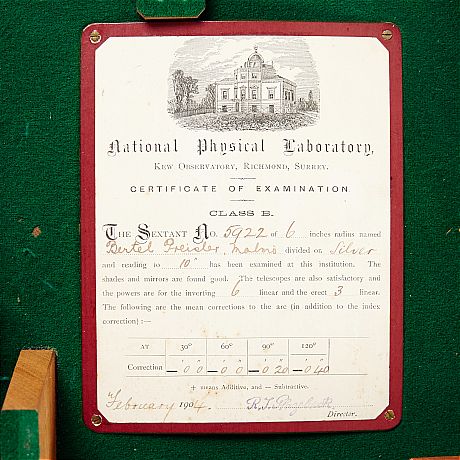 National Physical Laboratory,
KEW OBSERVATORY, RICHMOND, SURREY.
CERTIFICATE OF EXAMINATION
CLASS B.
THE SEXTANT NO. 5922 of 6 inches radius named
Bertel Preisler, Malmö divided on Silver
and reading to 10" has been examined at this institution. The
shades and mirrors are found good. The telescopes are also satisfactory and
the powers are for the inverting 6 linear and the erect 3 linear.
The following are the mean corrections to the arc (in addition to the index
correction) :—
AT 30° 60° 90° 120°
' " ' " ' " ' "
Correction —0 0 —0 0 —0 20 —0 40
+ means Additive, and — Subtractive.
February 1904. R.T.
Director.